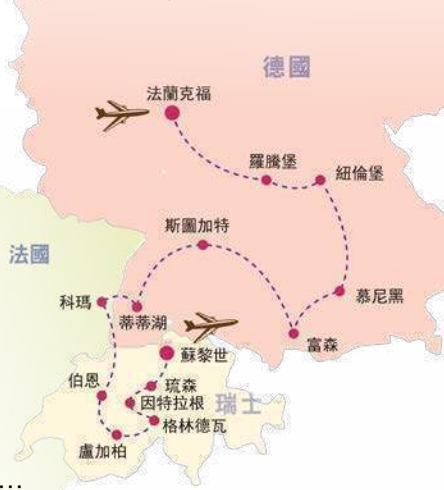 德國
法蘭克福
羅騰堡
紐倫堡
斯圖加特
法國
慕尼黑
科瑪
蒂蒂湖
富森
蘇黎世
伯恩
琉森
因特拉根
瑞士
格林德瓦
盧加柏
...